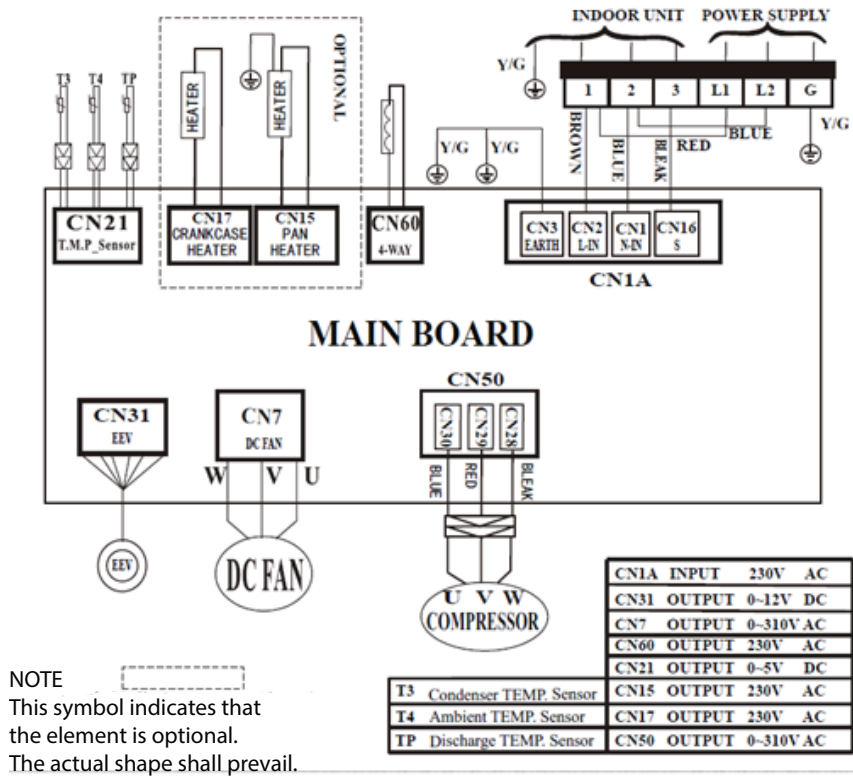 INDOOR UNIT POWER SUPPLY
Y/G
1 2 3 L1 L2 G
BROWN BLUE BLEAK RED BLUE Y/G
T3 T4 TP
HEATER HEATER OPTIONAL
Y/G Y/G
CN21
T.M.P_Sensor
CN17
CRANKCASE
HEATER
CN15
PAN
HEATER
CN60
4-WAY
CN3
EARTH
CN2
L-IN
CN1
N-IN
CN16
S
CN1A
MAIN BOARD
CN31
EEV
CN7
DC FAN
W V U
CN50
CN30 CN29 CN28
BLUE RED BLEAK
EEV
DC FAN
U V W
COMPRESSOR
CN1A INPUT 230V AC
CN31 OUTPUT 0~12V DC
CN7 OUTPUT 0~310V AC
CN60 OUTPUT 230V AC
CN21 OUTPUT 0~5V DC
T3 Condenser TEMP. Sensor CN15 OUTPUT 230V AC
T4 Ambient TEMP. Sensor CN17 OUTPUT 230V AC
TP Discharge TEMP. Sensor CN50 OUTPUT 0~310V AC
NOTE
This symbol indicates that
the element is optional.
The actual shape shall prevail.